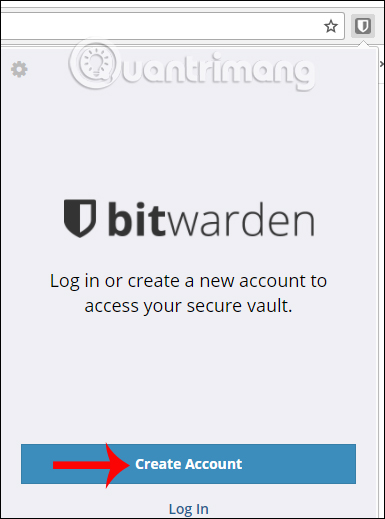 Quantrimang
bitwarden
Log in or create a new account to
access your secure vault.
Create Account
Log In